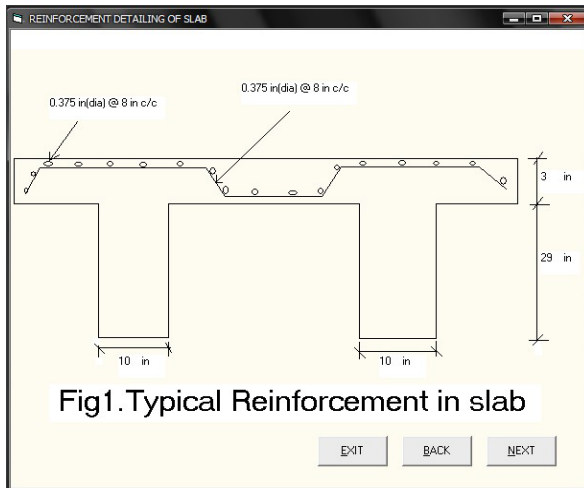 REINFORCEMENT DETAILING OF SLAB
0.375 in(dia) @ 8 in c/c
0.375 in(dia) @ 8 in c/c
3 in
29 in
10 in
10 in
Fig1.Typical Reinforcement in slab
EXIT
BACK
NEXT